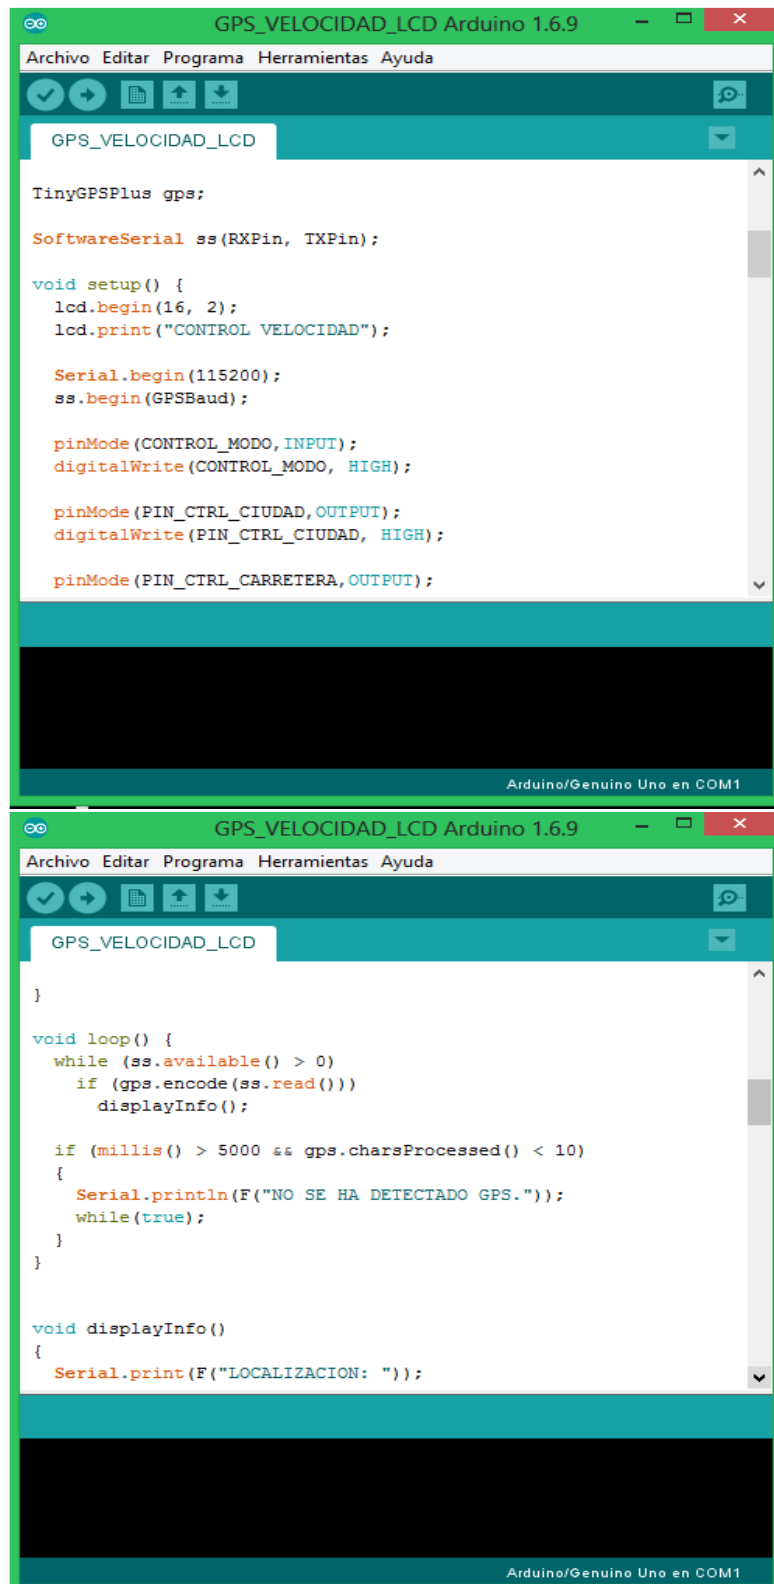 GPS_VELOCIDAD_LCD Arduino 1.6.9
Archivo Editar Programa Herramientas Ayuda
GPS_VELOCIDAD_LCD
TinyGPSPlus gps;
SoftwareSerial ss(RXPin, TXPin);
void setup() {
lcd.begin(16, 2);
lcd.print("CONTROL VELOCIDAD");
Serial.begin(115200);
ss.begin(GPSBaud);
pinMode(CONTROL_MODO,INPUT);
digitalWrite(CONTROL_MODO, HIGH);
pinMode(PIN_CTRL_CIUDAD,OUTPUT);
digitalWrite(PIN_CTRL_CIUDAD, HIGH);
pinMode(PIN_CTRL_CARRETERA,OUTPUT);
Arduino/Genuino Uno en COM1
GPS_VELOCIDAD_LCD Arduino 1.6.9
Archivo Editar Programa Herramientas Ayuda
GPS_VELOCIDAD_LCD
}
void loop() {
while (ss.available() > 0)
if (gps.encode(ss.read()))
displayInfo();
if (millis() > 5000 && gps.charsProcessed() < 10)
{
Serial.println(F("NO SE HA DETECTADO GPS."));
while(true);
}
}
void displayInfo()
{
Serial.print(F("LOCALIZACION: "));
Arduino/Genuino Uno en COM1